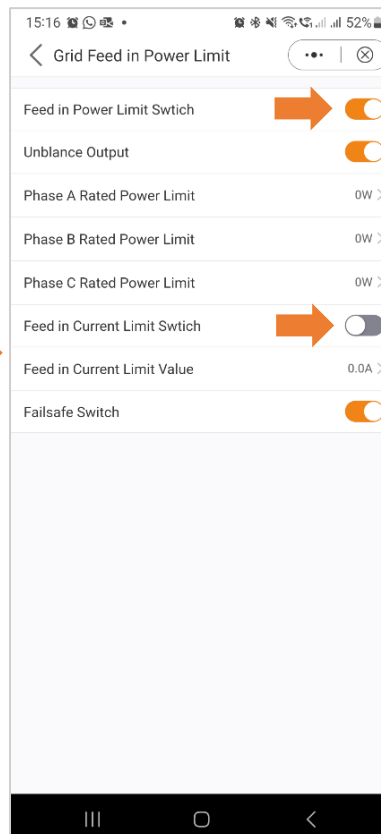 15:16 52%
Grid Feed in Power Limit
Feed in Power Limit Swtich
Unblance Output
Phase A Rated Power Limit 0W
Phase B Rated Power Limit 0W
Phase C Rated Power Limit 0W
Feed in Current Limit Swtich
Feed in Current Limit Value 0.0A
Failsafe Switch